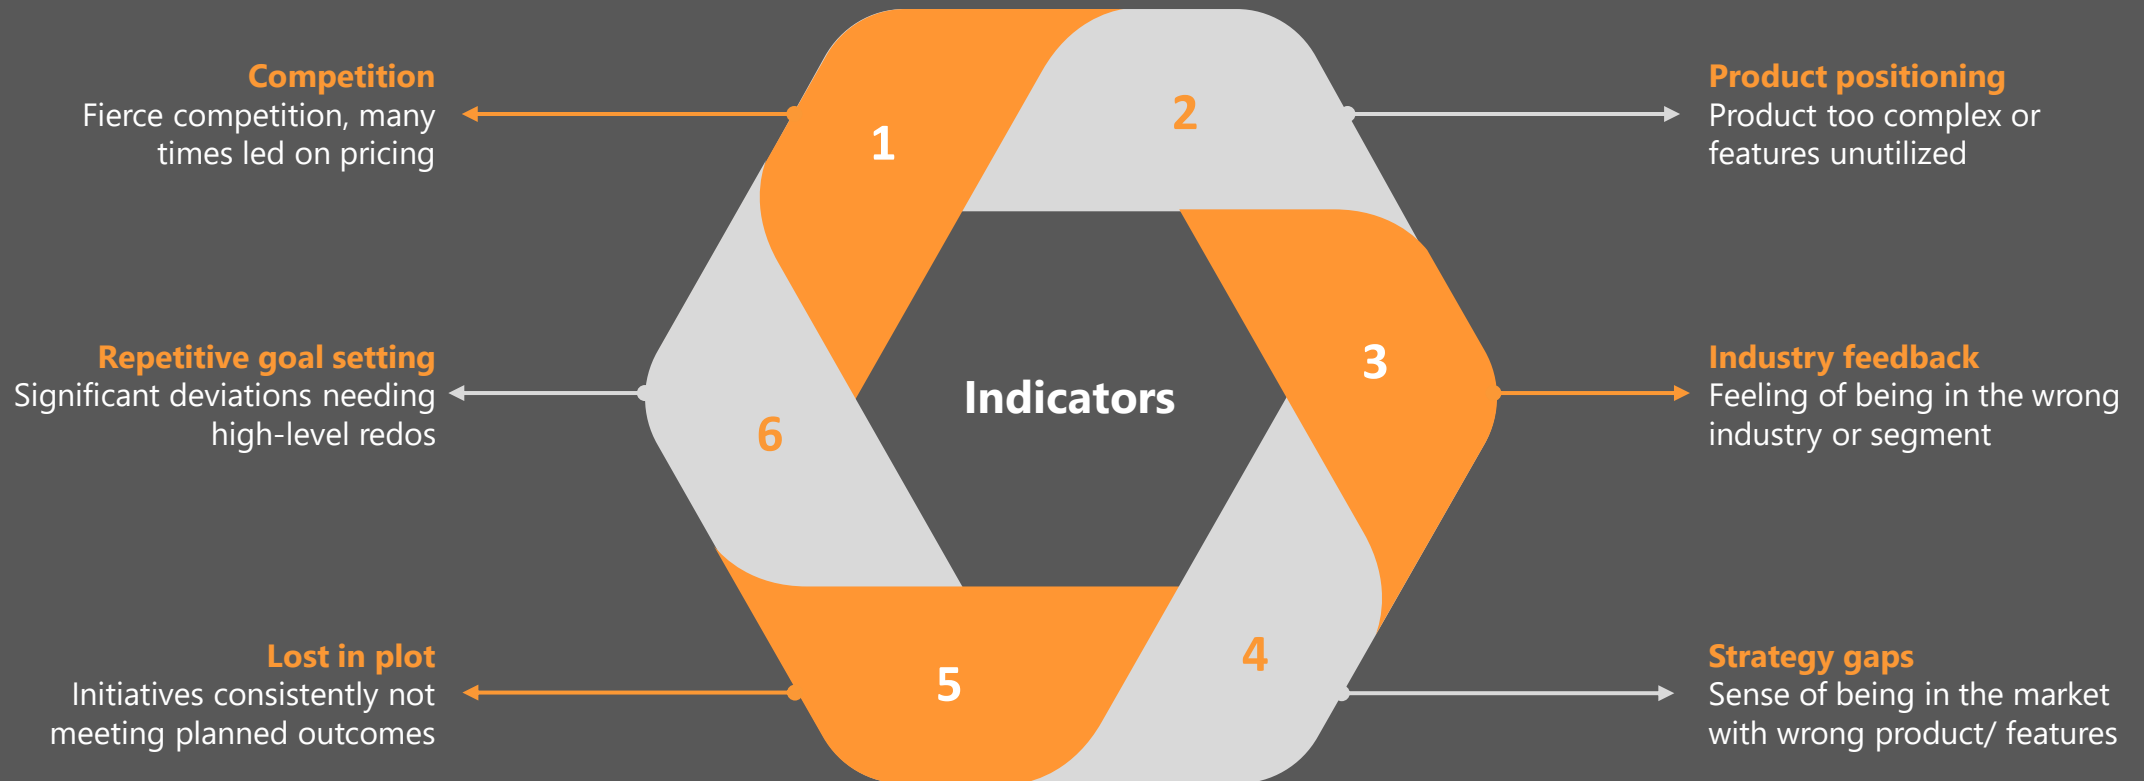 Competition
Fierce competition, many
times led on pricing
1
2
Product positioning
Product too complex or
features unutilized
Repetitive goal setting
Significant deviations needing
high-level redos
6
Indicators
3
Industry feedback
Feeling of being in the wrong
industry or segment
Lost in plot
Initiatives consistently not
meeting planned outcomes
5
4
Strategy gaps
Sense of being in the market
with wrong product/ features